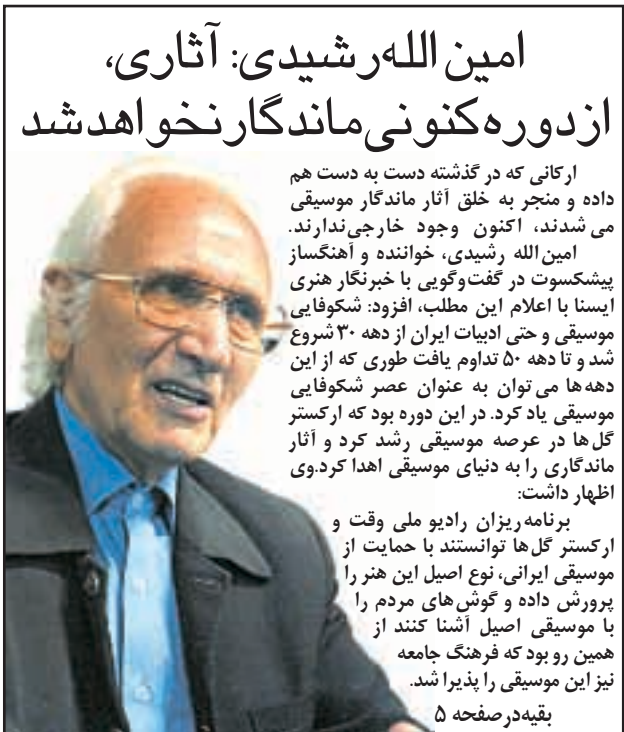 امین الله رشیدی: آثاری،
از دوره کنونی ماندگار نخواهد شد
ارکانی که در گذشته دست به دست هم
داده و منجر به خلق آثار ماندگار موسیقی
می شدند، اکنون وجود خارجی ندارند.
امین الله رشیدی، خواننده و آهنگساز
پیشکسوت در گفت‌وگویی با خبرنگار هنری
ایسنا با اعلام این مطلب، افزود: شکوفایی
موسیقی و حتی ادبیات ایران از دهه ۳۰ شروع
شد و تا دهه ۵۰ تداوم یافت طوری که از این
دهه ها می توان به عنوان عصر شکوفایی
موسیقی یاد کرد. در این دوره بود که ارکستر
گل ها در عرصه موسیقی رشد کرد و آثار
ماندگاری را به دنیای موسیقی اهدا کرد.وی
اظهار داشت:
برنامه ریزان رادیو ملی وقت و
ارکستر گل ها توانستند با حمایت از
موسیقی ایرانی، نوع اصیل این هنر را
پرورش داده و گوش های مردم را
با موسیقی اصیل آشنا کنند از
همین رو بود که فرهنگ جامعه
نیز این موسیقی را پذیرا شد.
بقیه در صفحه ۵